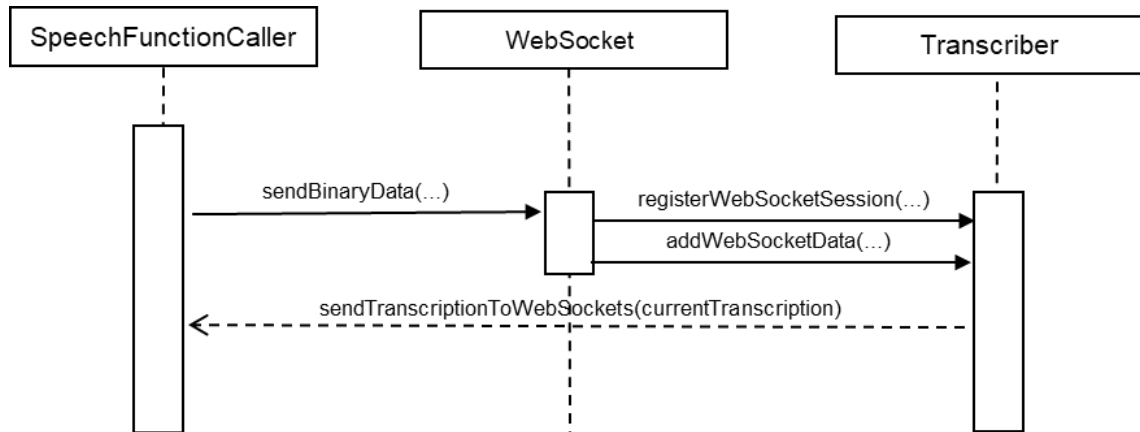 SpeechFunctionCaller
WebSocket
Transcriber
sendBinaryData(...)
registerWebSocketSession(...)
addWebSocketData(...)
sendTranscriptionToWebSockets(currentTranscription)